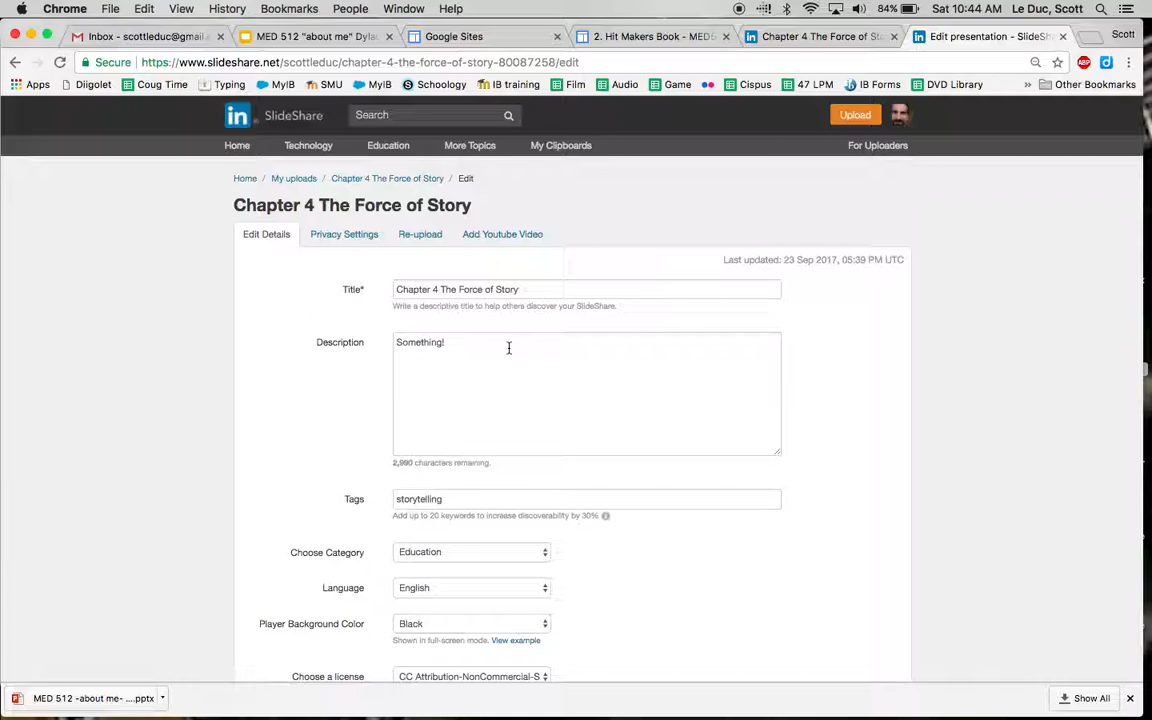 Chrome File Edit View History Bookmarks People Window Help 84% Sat 10:44 AM Le Duc, Scott
Inbox - scottleduc@gmail MED 512 "about me" Dylan Google Sites 2. Hit Makers Book - MED5 Chapter 4 The Force of St Edit presentation - SlideSh Scott
Secure https://www.slideshare.net/scottleduc/chapter-4-the-force-of-story-80087258/edit
Apps Diigolet Coug Time Typing MyIB SMU MyIB Schoology IB training Film Audio Game Cispus 47 LPM IB Forms DVD Library » Other Bookmarks
in SlideShare Search Upload
Home Technology Education More Topics My Clipboards For Uploaders
Home / My uploads / Chapter 4 The Force of Story / Edit
Chapter 4 The Force of Story
Edit Details Privacy Settings Re-upload Add Youtube Video
Last updated: 23 Sep 2017, 05:39 PM UTC
Title* Chapter 4 The Force of Story
Write a descriptive title to help others discover your SlideShare.
Description Something!
2,990 characters remaining.
Tags storytelling
Add up to 20 keywords to increase discoverability by 30%
Choose Category Education
Language English
Player Background Color Black
Shown in full-screen mode. View example
Choose a license CC Attribution-NonCommercial-S
MED 512 -about me- ....pptx Show All